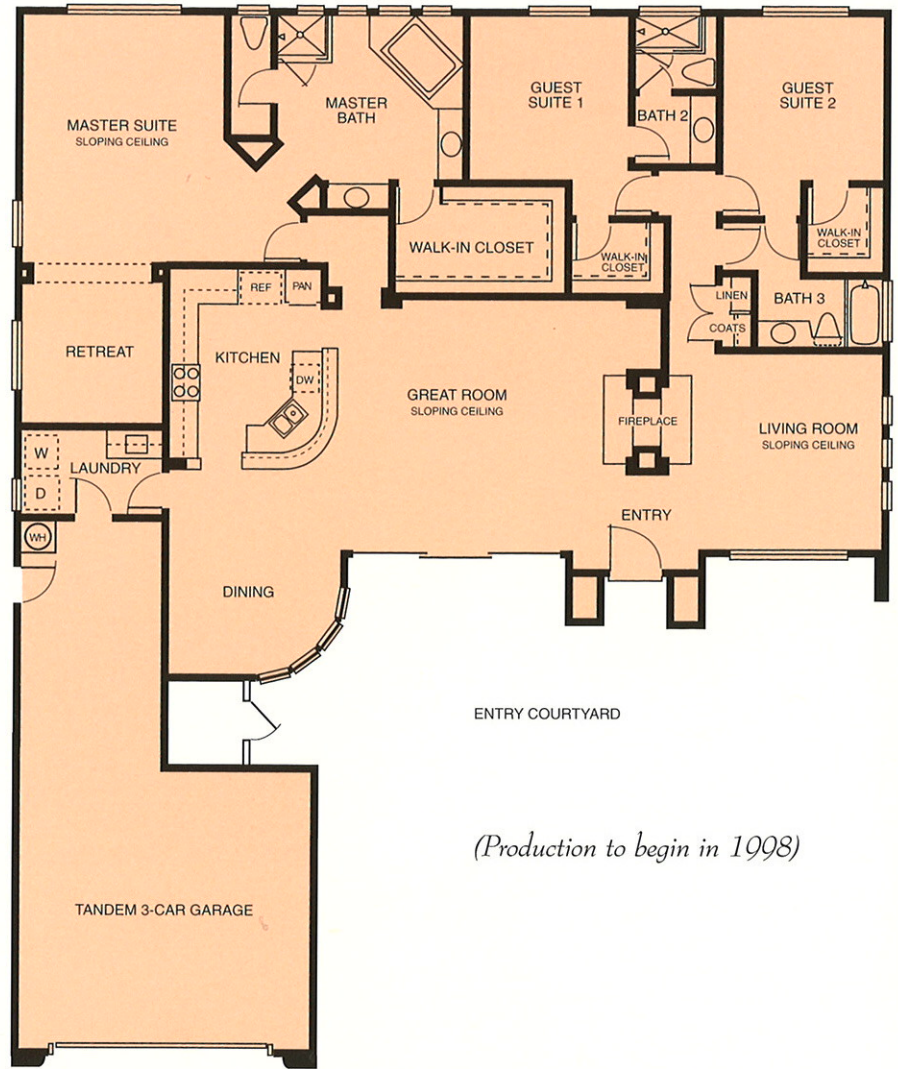 MASTER SUITE
SLOPING CEILING
MASTER
BATH
GUEST
SUITE 1
BATH 2
GUEST
SUITE 2
WALK-IN CLOSET
WALK-IN
CLOSET
WALK-IN
CLOSET
REF
PAN
LINEN
COATS
BATH 3
RETREAT
KITCHEN
DW
GREAT ROOM
SLOPING CEILING
FIREPLACE
LIVING ROOM
SLOPING CEILING
W
D
LAUNDRY
WH
ENTRY
DINING
ENTRY COURTYARD
(Production to begin in 1998)
TANDEM 3-CAR GARAGE